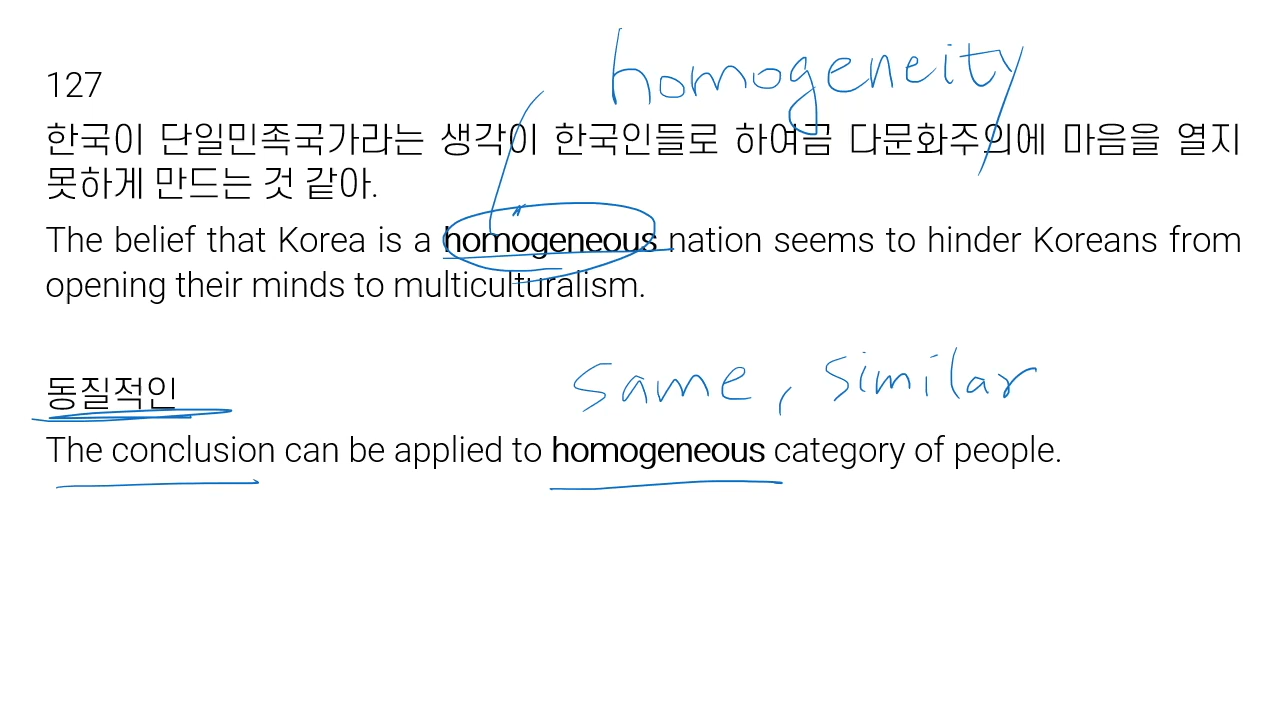 homogeneity
127
한국이 단일민족국가라는 생각이 한국인들로 하여금 다문화주의에 마음을 열지
못하게 만드는 것 같아.
The belief that Korea is a homogeneous nation seems to hinder Koreans from
opening their minds to multiculturalism.
same, similar
동질적인
The conclusion can be applied to homogeneous category of people.